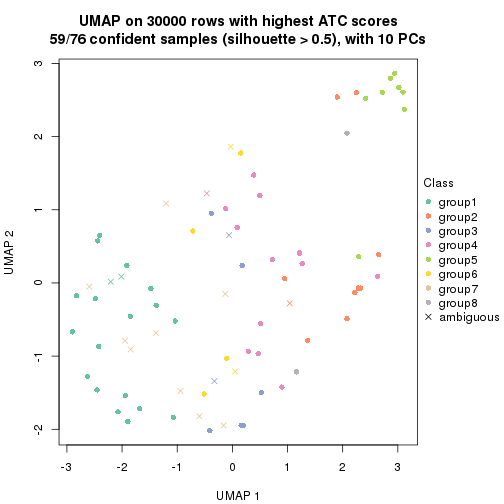 UMAP on 30000 rows with highest ATC scores
59/76 confident samples (silhouette > 0.5), with 10 PCs
3
2
1
0
-1
-2
UMAP 2
-3
-2
-1
0
1
2
3
UMAP 1
Class
group1
group2
group3
group4
group5
group6
group7
group8
ambiguous